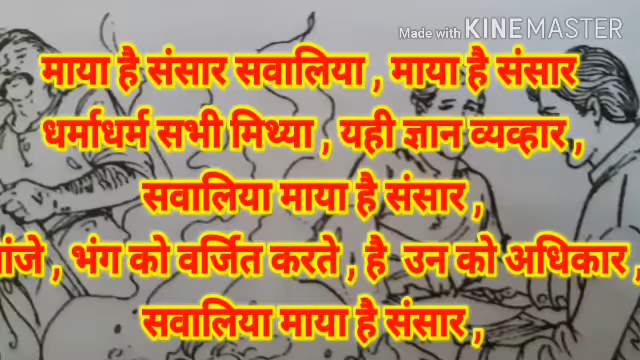 Made with KINEMASTER
माया है संसार सवालिया , माया है संसार
धर्माधर्म सभी मिथ्या , यही ज्ञान व्यव्हार ,
सवालिया माया है संसार ,
भंग को वर्जित करते , है उन को अधिकार ,
सवालिया माया है संसार ,